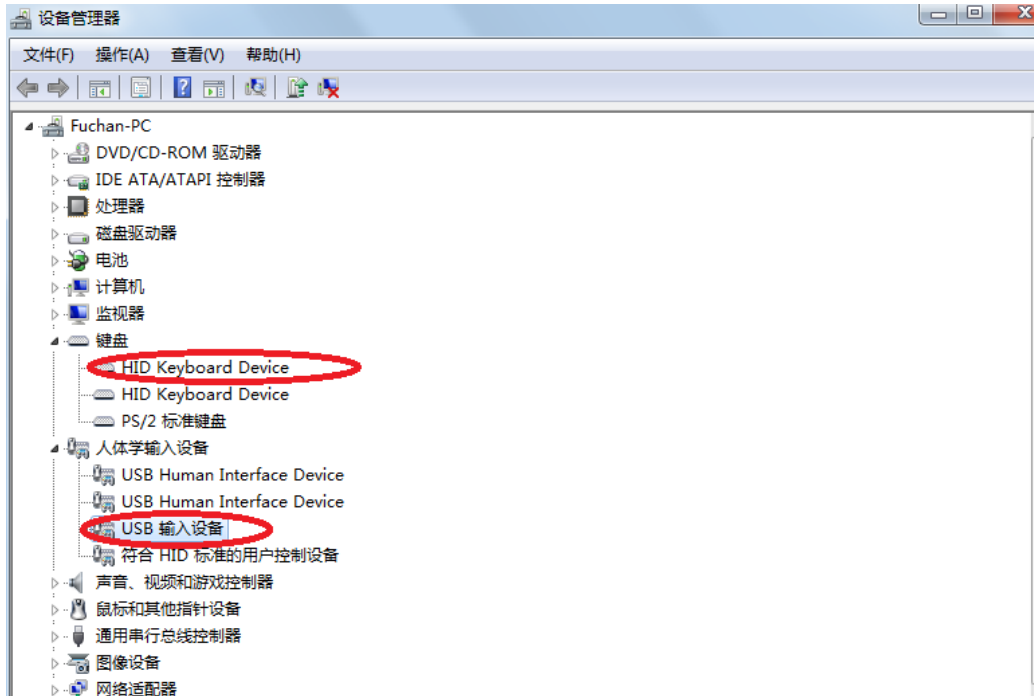 设备管理器
文件(F) 操作(A) 查看(V) 帮助(H)
Fuchan-PC
DVD/CD-ROM 驱动器
IDE ATA/ATAPI 控制器
处理器
磁盘驱动器
电池
计算机
监视器
键盘
HID Keyboard Device
HID Keyboard Device
PS/2 标准键盘
人体学输入设备
USB Human Interface Device
USB Human Interface Device
USB 输入设备
符合 HID 标准的用户控制设备
声音、视频和游戏控制器
鼠标和其他指针设备
通用串行总线控制器
图像设备
网络适配器